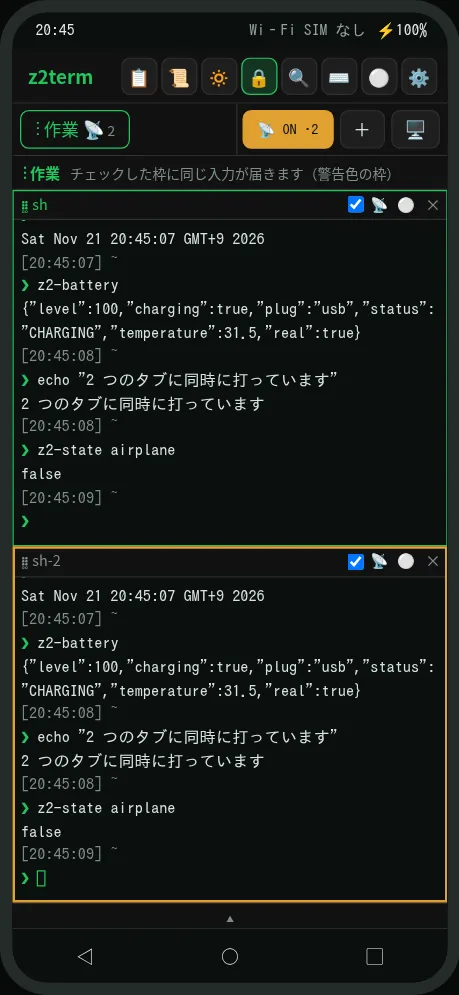 20:45 Wi-Fi SIM なし ⚡100%
z2term
⋮作業 📡 2
📡 ON ·2
+
⋮作業 チェックした枠に同じ入力が届きます（警告色の枠）
sh
Sat Nov 21 20:45:07 GMT+9 2026
[20:45:07] ~
❯ z2-battery
{"level":100,"charging":true,"plug":"usb","status":
"CHARGING","temperature":31.5,"real":true}
[20:45:08] ~
❯ echo "2 つのタブに同時に打っています"
2 つのタブに同時に打っています
[20:45:08] ~
❯ z2-state airplane
false
[20:45:09] ~
❯
sh-2
Sat Nov 21 20:45:07 GMT+9 2026
[20:45:07] ~
❯ z2-battery
{"level":100,"charging":true,"plug":"usb","status":
"CHARGING","temperature":31.5,"real":true}
[20:45:08] ~
❯ echo "2 つのタブに同時に打っています"
2 つのタブに同時に打っています
[20:45:08] ~
❯ z2-state airplane
false
[20:45:09] ~
❯